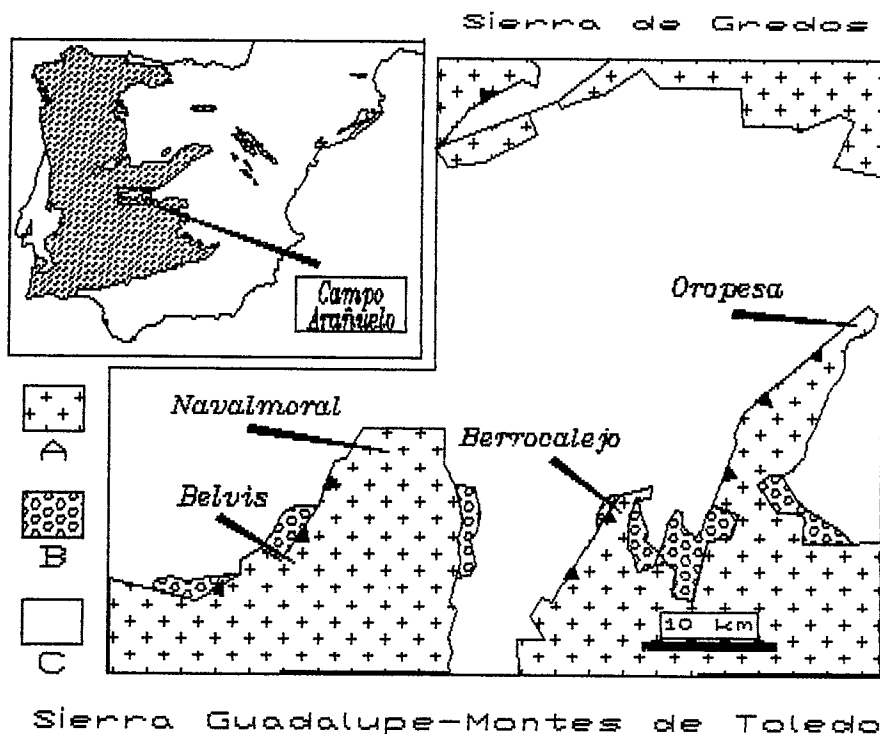 Sierra de Gredos
Campo
Arañuelo
Oropesa
Navalmoral
Berrocalejo
Belvis
A
B
C
10 km
Sierra Guadalupe-Montes de Toledo